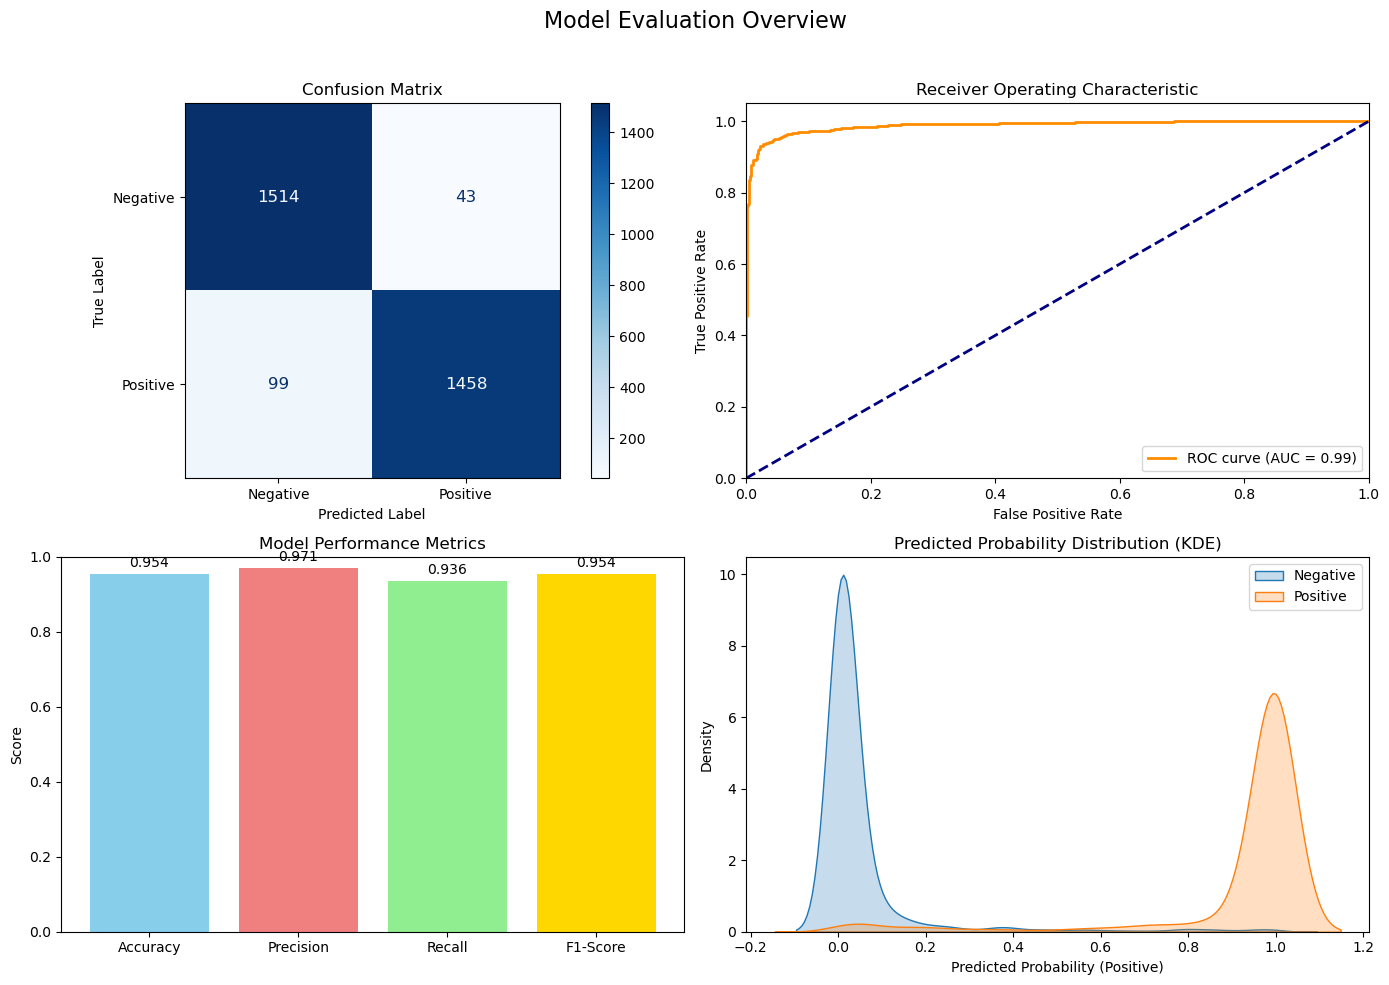 Model Evaluation Overview
Confusion Matrix
1400
1200
1000
800
600
400
200
Negative
Positive
True Label
1514
43
99
1458
Negative
Positive
Predicted Label
Receiver Operating Characteristic
1.0
0.8
0.6
0.4
0.2
0.0
True Positive Rate
ROC curve (AUC = 0.99)
0.0
0.2
0.4
0.6
0.8
1.0
False Positive Rate
Model Performance Metrics
1.0
0.8
0.6
0.4
0.2
0.0
Score
0.954
0.971
0.936
0.954
Accuracy
Precision
Recall
F1-Score
Predicted Probability Distribution (KDE)
Negative
Positive
10
8
6
4
2
0
Density
−0.2
0.0
0.2
0.4
0.6
0.8
1.0
1.2
Predicted Probability (Positive)